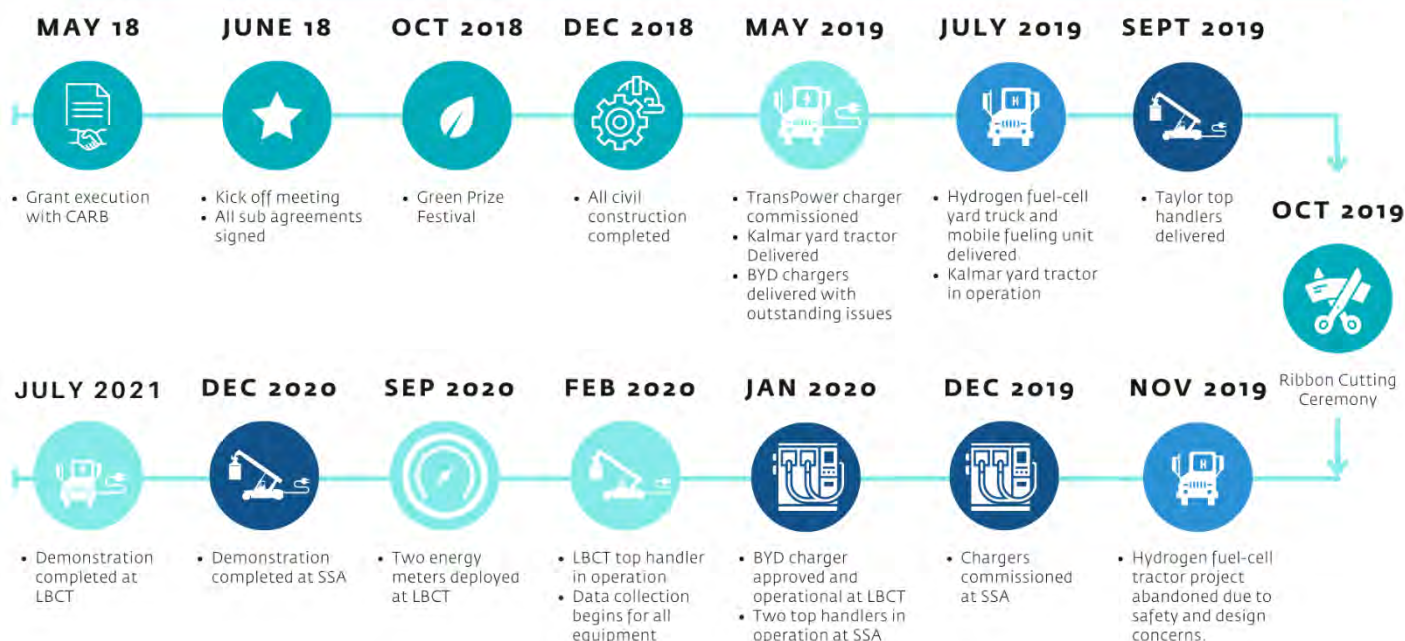 MAY 18
JUNE 18
OCT 2018
DEC 2018
MAY 2019
JULY 2019
SEPT 2019
• Grant execution
with CARB
• Kick off meeting
• All sub agreements
signed
• Green Prize
Festival
• All civil
construction
completed
• TransPower charger
commissioned
• Kalmar yard tractor
Delivered
• BYD chargers
delivered with
outstanding issues
H
• Hydrogen fuel-cell
yard truck and
mobile fueling unit
delivered.
• Kalmar yard tractor
in operation
• Taylor top
handlers
delivered
OCT 2019
Ribbon Cutting
Ceremony
JULY 2021
DEC 2020
SEP 2020
FEB 2020
JAN 2020
DEC 2019
NOV 2019
• Demonstration
completed at
LBCT
• Demonstration
completed at SSA
• Two energy
meters deployed
at LBCT
• LBCT top handler
in operation
• Data collection
begins for all
equipment
• BYD charger
approved and
operational at LBCT
• Two top handlers in
operation at SSA
• Chargers
commissioned
at SSA
H
• Hydrogen fuel-cell
tractor project
abandoned due to
safety and design
concerns.